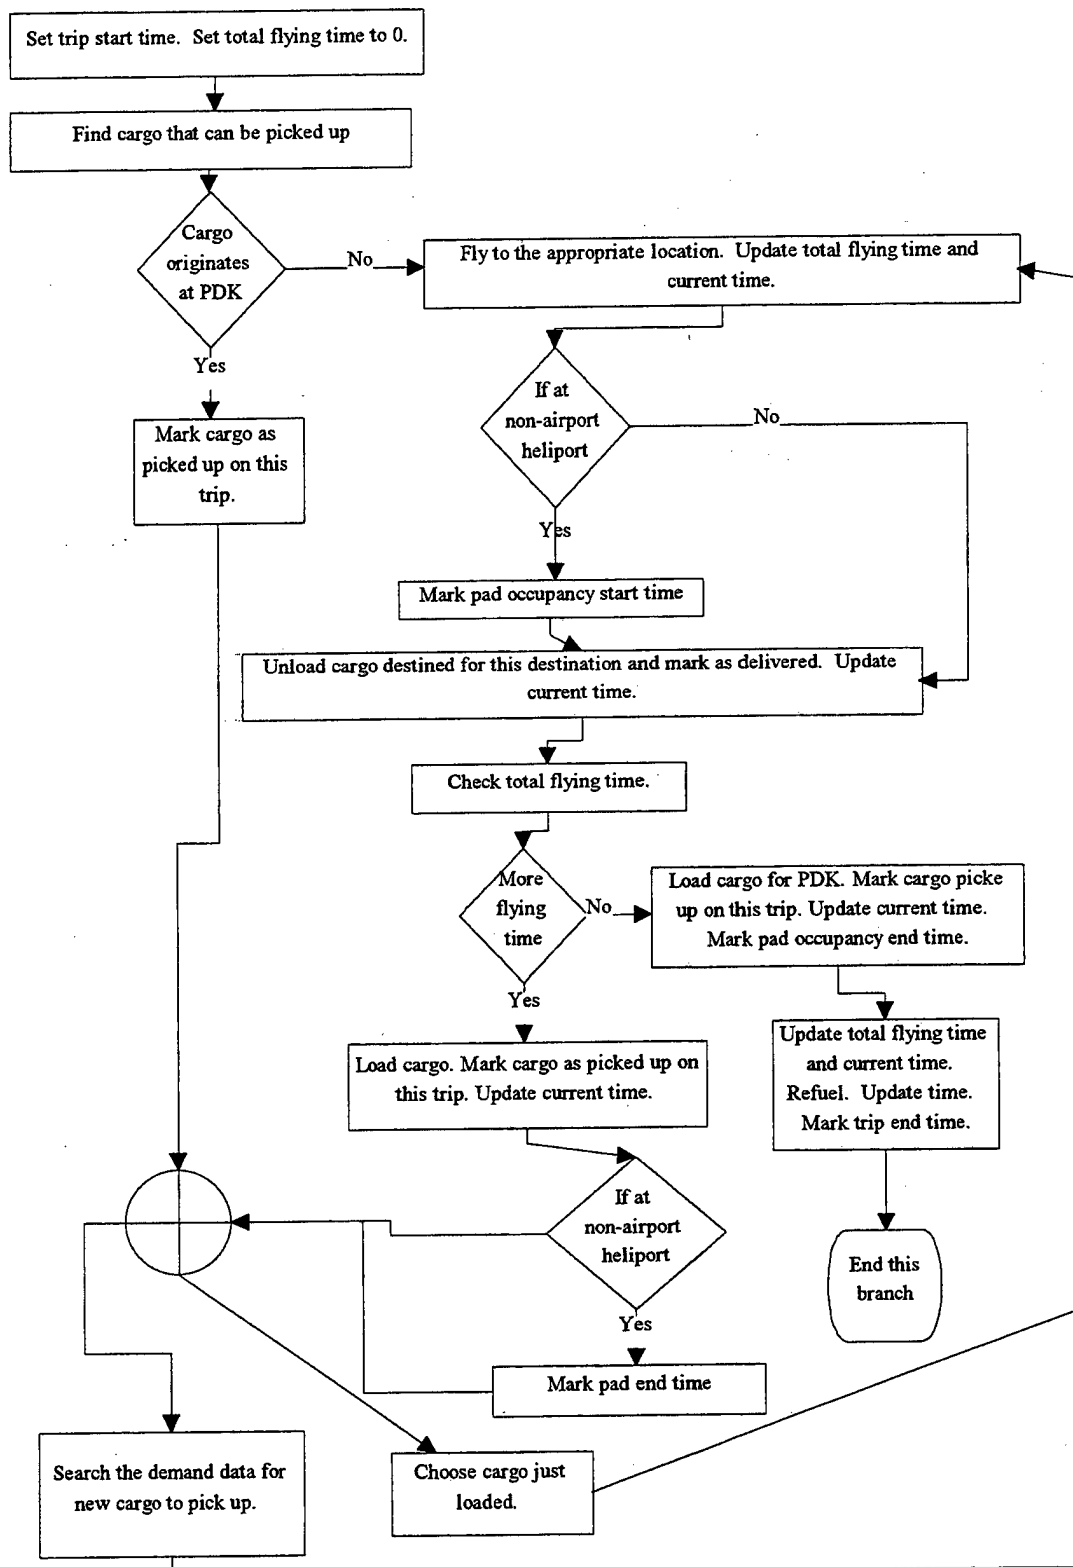 Set trip start time. Set total flying time to 0.
Find cargo that can be picked up
Cargo
originates
at PDK
No
Fly to the appropriate location. Update total flying time and
current time.
Yes
If at
non-airport
heliport
No
Mark cargo as
picked up on this
trip.
Yes
Mark pad occupancy start time
Unload cargo destined for this destination and mark as delivered. Update
current time.
Check total flying time.
More
flying
time
No
Load cargo for PDK. Mark cargo picke
up on this trip. Update current time.
Mark pad occupancy end time.
Yes
Update total flying time
and current time.
Refuel. Update time.
Mark trip end time.
Load cargo. Mark cargo as picked up on
this trip. Update current time.
If at
non-airport
heliport
End this
branch
Yes
Mark pad end time
Search the demand data for
new cargo to pick up.
Choose cargo just
loaded.